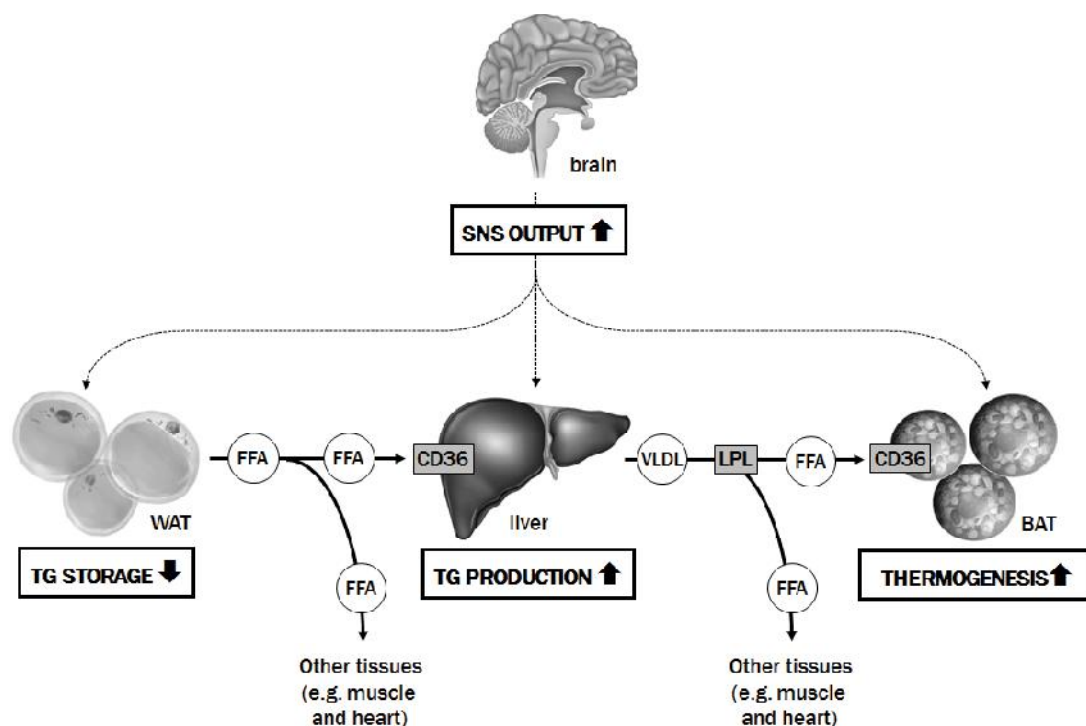 brain
SNS OUTPUT
FFA
FFA
CD36
VLDL
LPL
FFA
CD36
WAT
liver
BAT
TG STORAGE
TG PRODUCTION
THERMOGENESIS
FFA
FFA
Other tissues
(e.g. muscle
and heart)
Other tissues
(e.g. muscle
and heart)